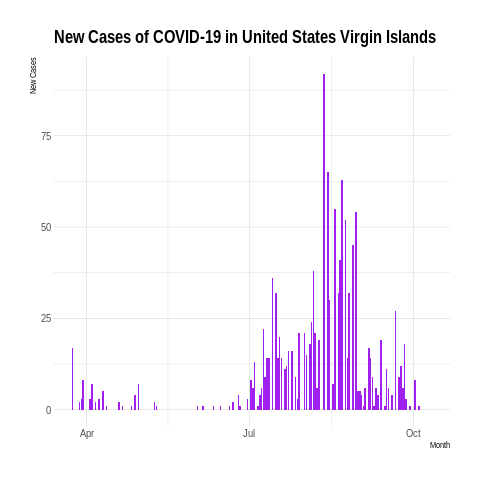 New Cases of COVID-19 in United States Virgin Islands
New Cases
75
50
25
0
Apr
Jul
Oct
Month